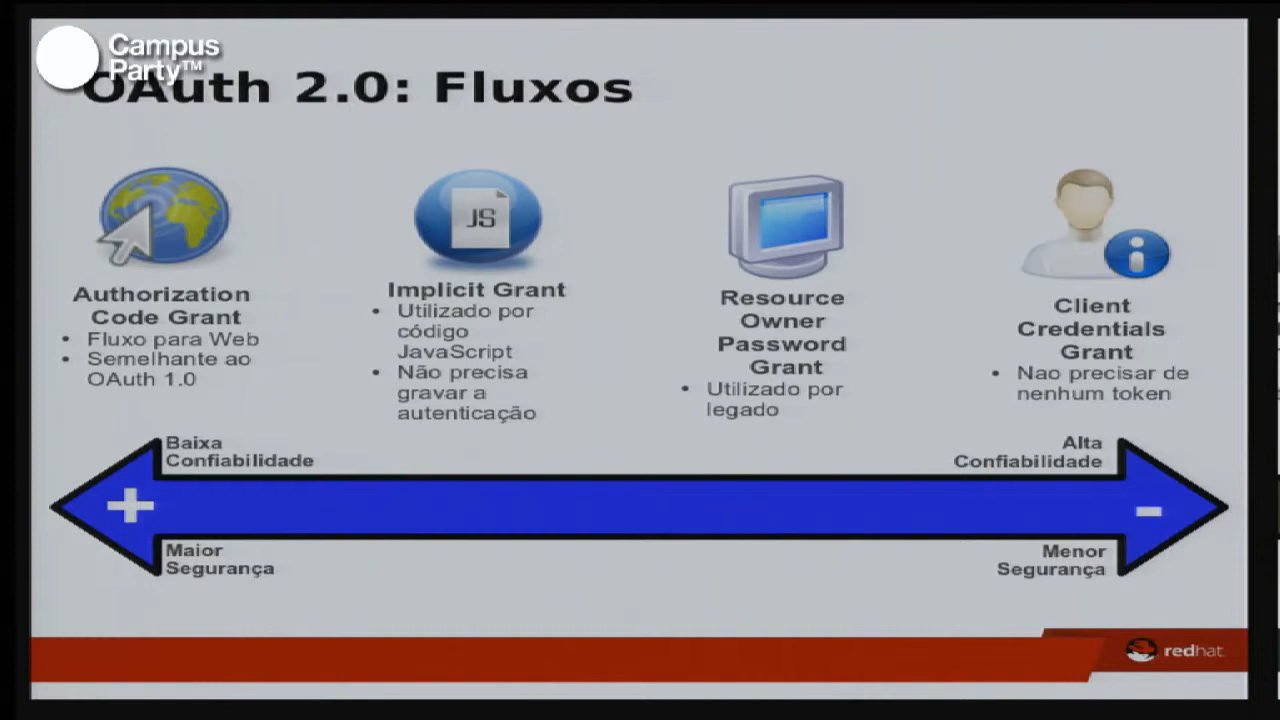 Campus
Party™
OAuth 2.0: Fluxos
JS
Authorization
Code Grant
• Fluxo para Web
• Semelhante ao
OAuth 1.0
Implicit Grant
• Utilizado por
código
JavaScript
• Não precisa
gravar a
autenticação
Resource
Owner
Password
Grant
• Utilizado por
legado
Client
Credentials
Grant
• Nao precisar de
nenhum token
Baixa
Confiabilidade
Alta
Confiabilidade
+
-
Maior
Segurança
Menor
Segurança
redhat.